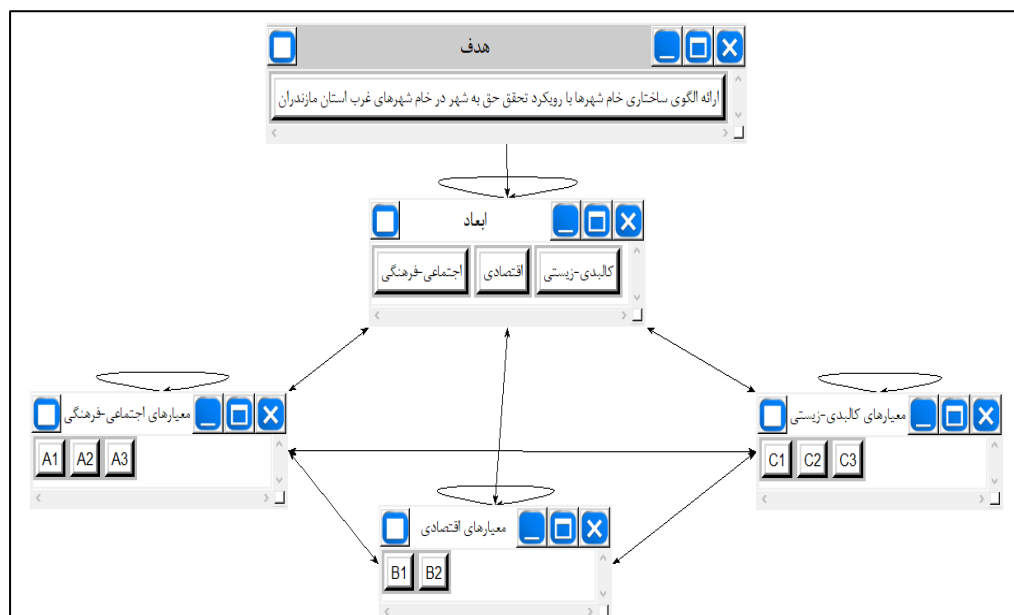 هدف
ارائه الگوی ساختاری خام شهرها با رویکرد تحقق حق به شهر در خام شهرهای غرب استان مازندران
ابعاد
کالبدی-زیستی اقتصادی اجتماعی-فرهنگی
معیارهای کالبدی-زیستی
C1 C2 C3
معیارهای اجتماعی-فرهنگی
A1 A2 A3
معیارهای اقتصادی
B1 B2